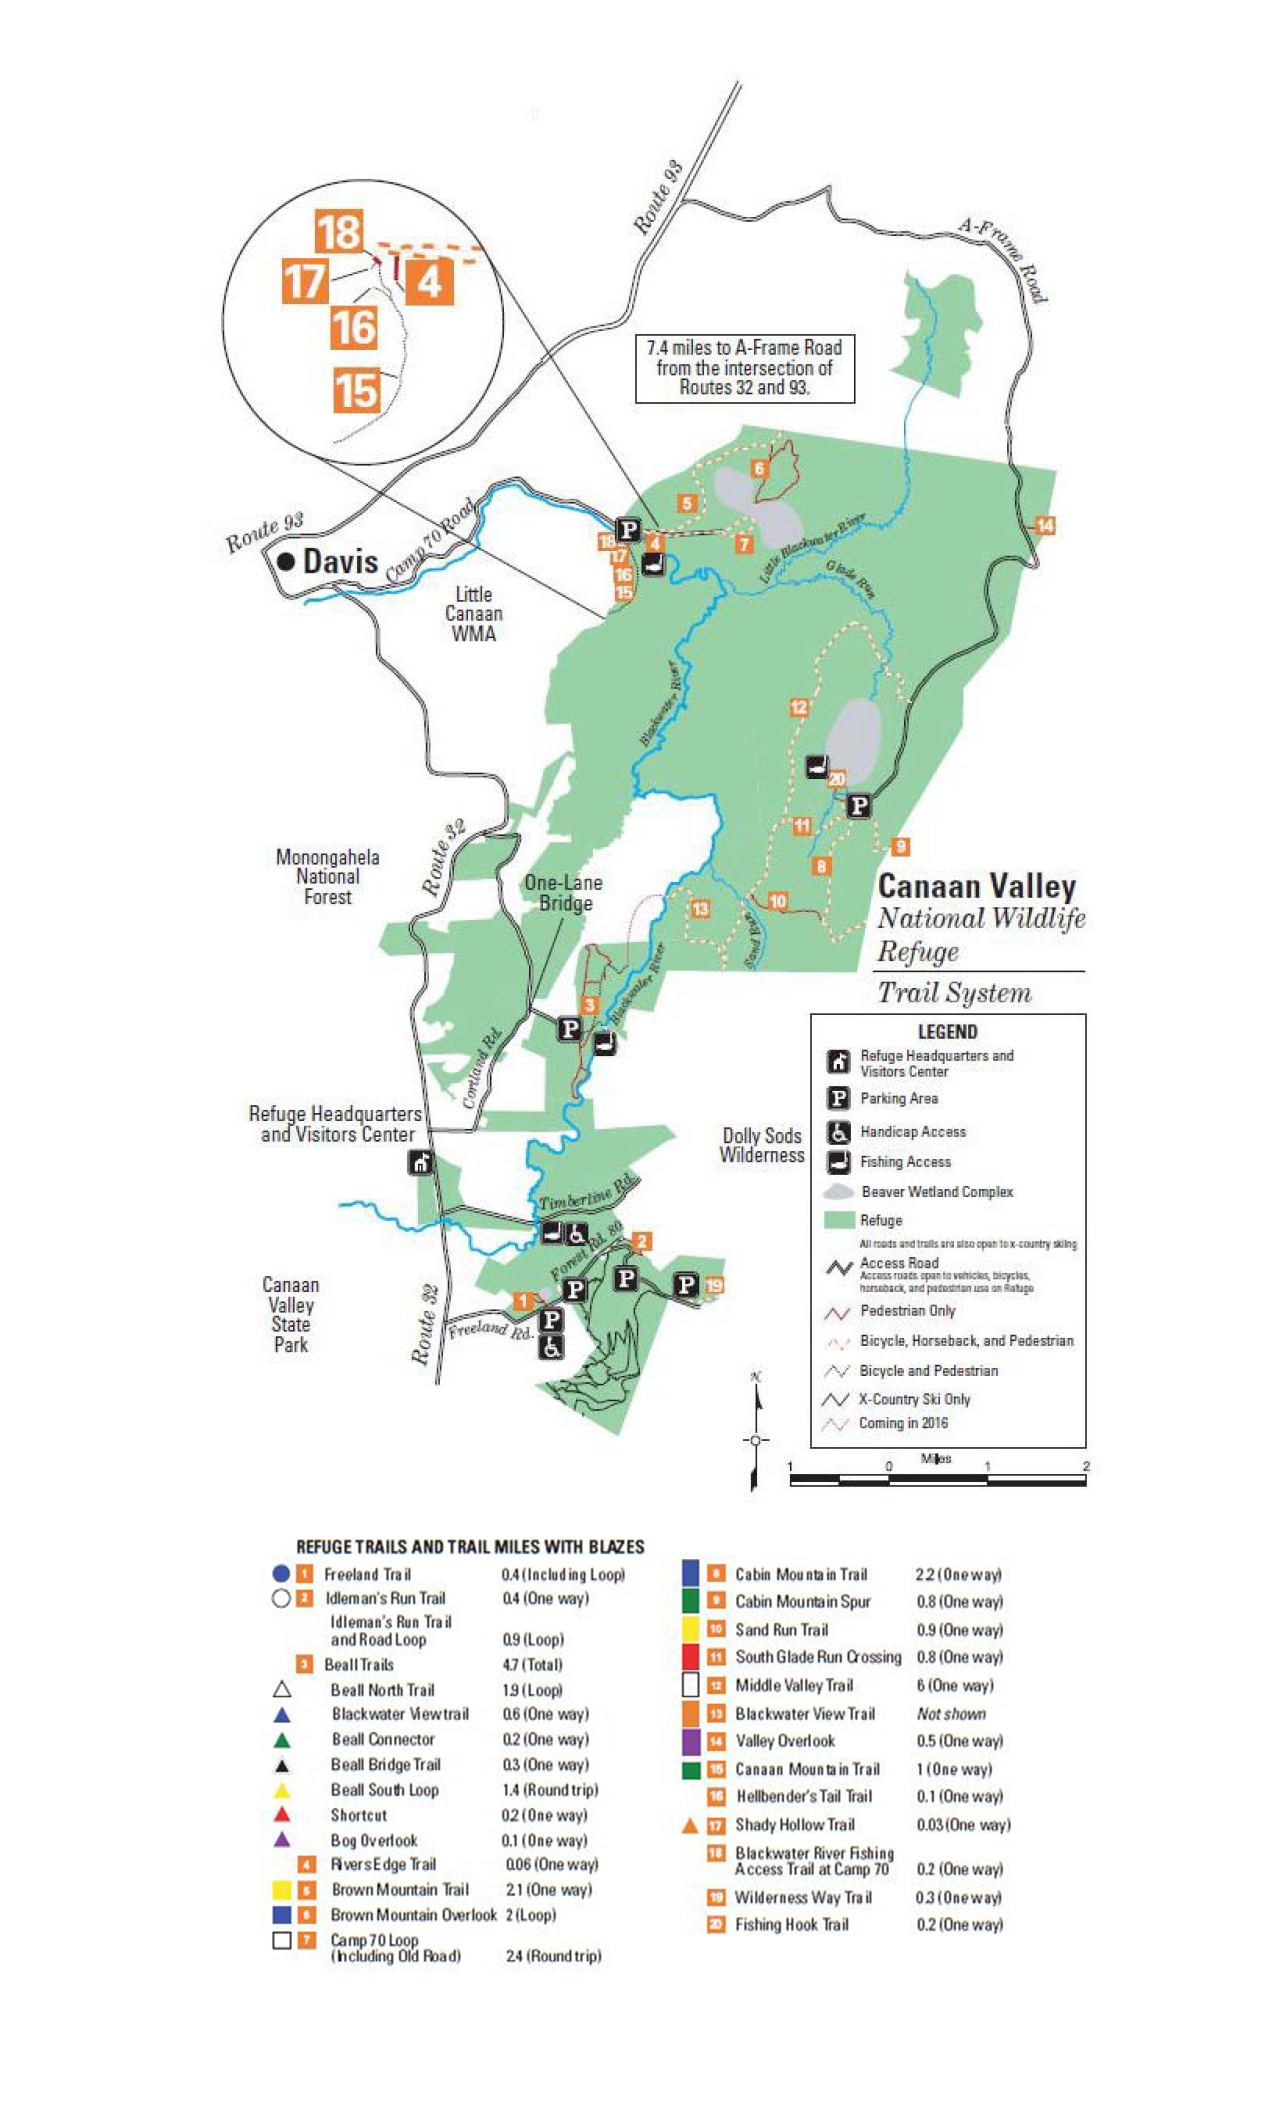 Route 93
A-Frame Road
18
17
4
16
15
7.4 miles to A-Frame Road
from the intersection of
Routes 32 and 93.
6
5
Route 93
Camp 70 Road
P
18
4
7
17
16
15
14
Little Blackwater River
Glade Run
Davis
Little
Canaan
WMA
Blackwater River
12
20
P
11
8
9
Route 32
Monongahela
National
Forest
One-Lane
Bridge
10
13
Sand Run
Canaan Valley
National Wildlife
Refuge
Trail System
3
P
Blackwater River
Cortland Rd.
Refuge Headquarters
and Visitors Center
Dolly Sods
Wilderness
Timberline Rd.
Forest Rd. 80
2
P
P
P
19
1
P
Canaan
Valley
State
Park
Route 32
Freeland Rd.
LEGEND
Refuge Headquarters and
Visitors Center
P Parking Area
Handicap Access
Fishing Access
Beaver Wetland Complex
Refuge
All roads and trails are also open to x-country skiing
Access Road
Access roads open to vehicles, bicycles,
horseback, and pedestrian use on Refuge
Pedestrian Only
Bicycle, Horseback, and Pedestrian
Bicycle and Pedestrian
X-Country Ski Only
Coming in 2016
N
Miles
1 0 1 2
REFUGE TRAILS AND TRAIL MILES WITH BLAZES
1 Freeland Trail 0.4 (Including Loop)
2 Idleman's Run Trail 0.4 (One way)
Idleman's Run Trail
and Road Loop 0.9 (Loop)
3 Beall Trails 4.7 (Total)
Beall North Trail 1.9 (Loop)
Blackwater View trail 0.6 (One way)
Beall Connector 0.2 (One way)
Beall Bridge Trail 0.3 (One way)
Beall South Loop 1.4 (Round trip)
Shortcut 0.2 (One way)
Bog Overlook 0.1 (One way)
4 Rivers Edge Trail 0.06 (One way)
5 Brown Mountain Trail 2.1 (One way)
6 Brown Mountain Overlook 2 (Loop)
7 Camp 70 Loop
(Including Old Road) 2.4 (Round trip)
8 Cabin Mountain Trail 2.2 (One way)
9 Cabin Mountain Spur 0.8 (One way)
10 Sand Run Trail 0.9 (One way)
11 South Glade Run Crossing 0.8 (One way)
12 Middle Valley Trail 6 (One way)
13 Blackwater View Trail Not shown
14 Valley Overlook 0.5 (One way)
15 Canaan Mountain Trail 1 (One way)
16 Hellbender's Tail Trail 0.1 (One way)
17 Shady Hollow Trail 0.03 (One way)
18 Blackwater River Fishing
Access Trail at Camp 70 0.2 (One way)
19 Wilderness Way Trail 0.3 (One way)
20 Fishing Hook Trail 0.2 (One way)